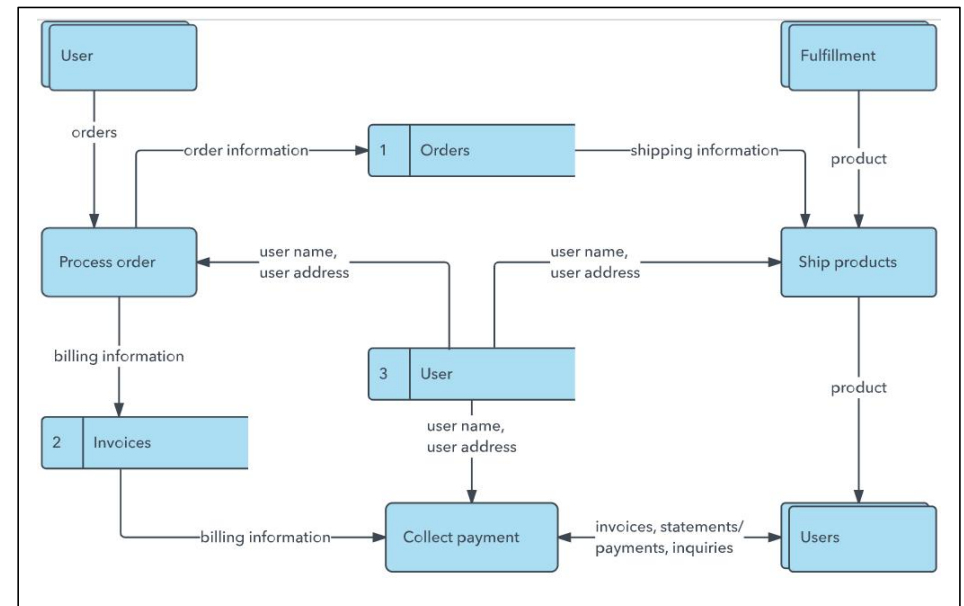 User
Fulfillment
orders
order information
1
Orders
shipping information
product
Process order
user name,
user address
user name,
user address
Ship products
billing information
3
User
product
2
Invoices
user name,
user address
billing information
Collect payment
invoices, statements/
payments, inquiries
Users